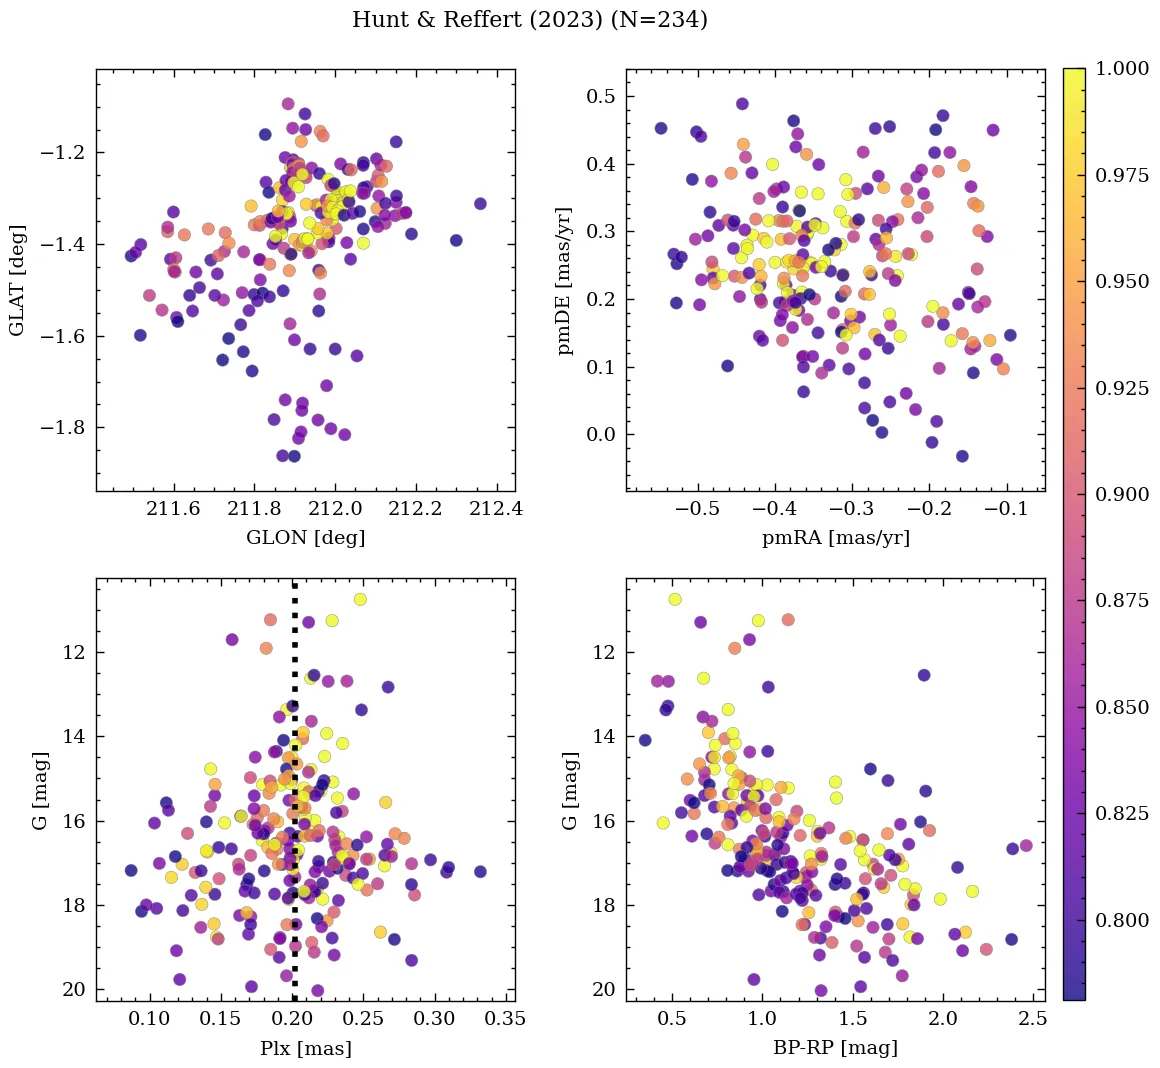 Hunt & Reffert (2023) (N=234)
−1.2
−1.4
−1.6
−1.8
GLAT [deg]
211.6 211.8 212.0 212.2 212.4
GLON [deg]
0.5
0.4
0.3
0.2
0.1
0.0
pmDE [mas/yr]
−0.5 −0.4 −0.3 −0.2 −0.1
pmRA [mas/yr]
12
14
16
18
20
G [mag]
0.10 0.15 0.20 0.25 0.30 0.35
Plx [mas]
12
14
16
18
20
G [mag]
0.5 1.0 1.5 2.0 2.5
BP-RP [mag]
1.000
0.975
0.950
0.925
0.900
0.875
0.850
0.825
0.800